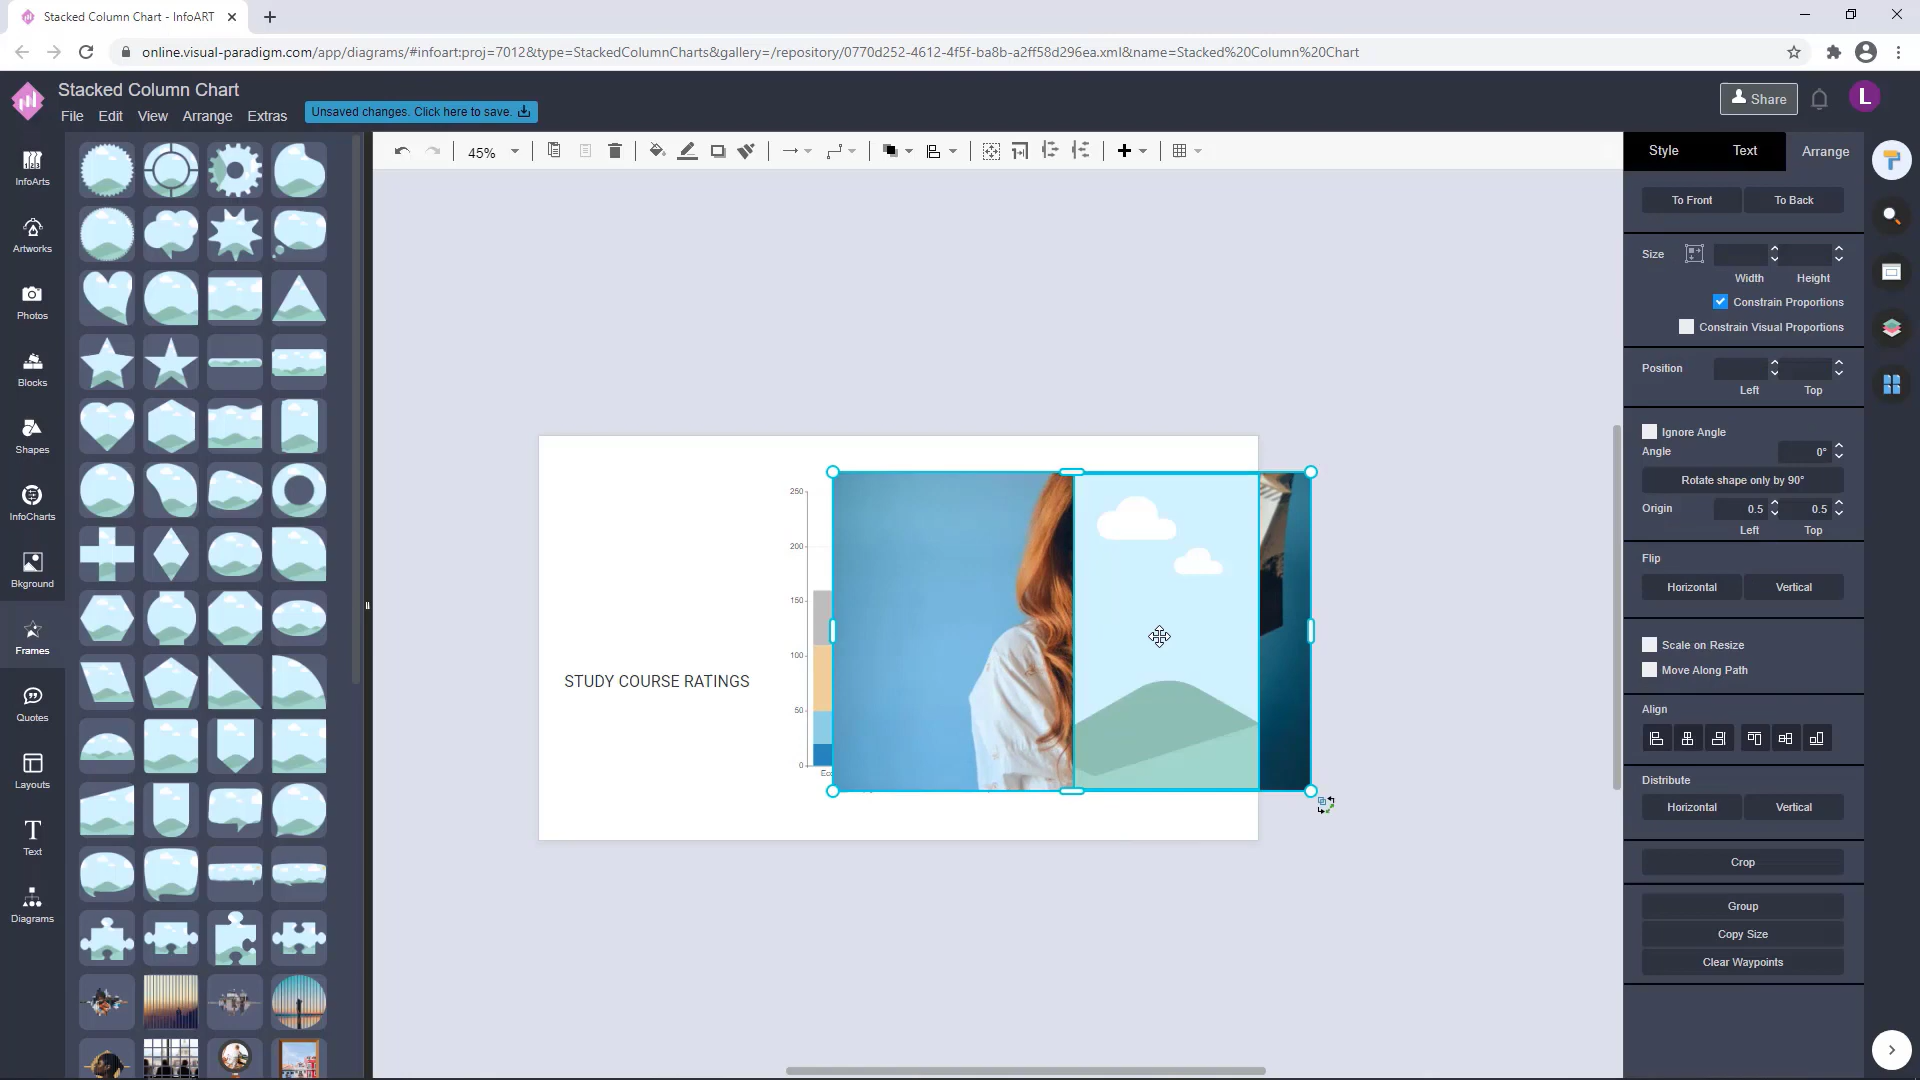 Stacked Column Chart - InfoART
online.visual-paradigm.com/app/diagrams/#infoart:proj=7012&type=StackedColumnCharts&gallery=/repository/0770d252-4612-4f5f-ba8b-a2ff58d296ea.xml&name=Stacked%20Column%20Chart
Stacked Column Chart
File Edit View Arrange Extras
Unsaved changes. Click here to save.
Share
L
InfoArts
Artworks
Photos
Blocks
Shapes
InfoCharts
Bkground
Frames
Quotes
Layouts
Text
Diagrams
45%
STUDY COURSE RATINGS
250
200
150
100
50
0
Style Text Arrange
To Front To Back
Size
Width Height
Constrain Proportions
Constrain Visual Proportions
Position
Left Top
Ignore Angle
Angle 0°
Rotate shape only by 90°
Origin 0.5 0.5
Left Top
Flip
Horizontal Vertical
Scale on Resize
Move Along Path
Align
Distribute
Horizontal Vertical
Crop
Group
Copy Size
Clear Waypoints